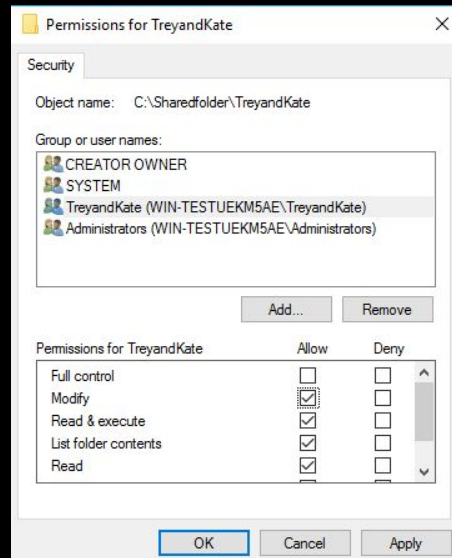 Permissions for TreyandKate
Security
Object name: C:\Sharedfolder\TreyandKate
Group or user names:
CREATOR OWNER
SYSTEM
TreyandKate (WIN-TESTUEKM5AE\TreyandKate)
Administrators (WIN-TESTUEKM5AE\Administrators)
Add... Remove
Permissions for TreyandKate Allow Deny
Full control
Modify
Read & execute
List folder contents
Read
OK Cancel Apply